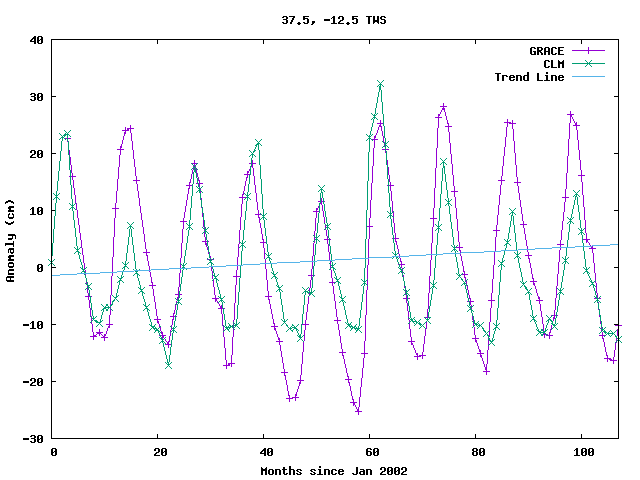 37.5, -12.5 TWS
GRACE
CLM
Trend Line
40
30
20
10
0
-10
-20
-30
Anomaly (cm)
0 20 40 60 80 100
Months since Jan 2002